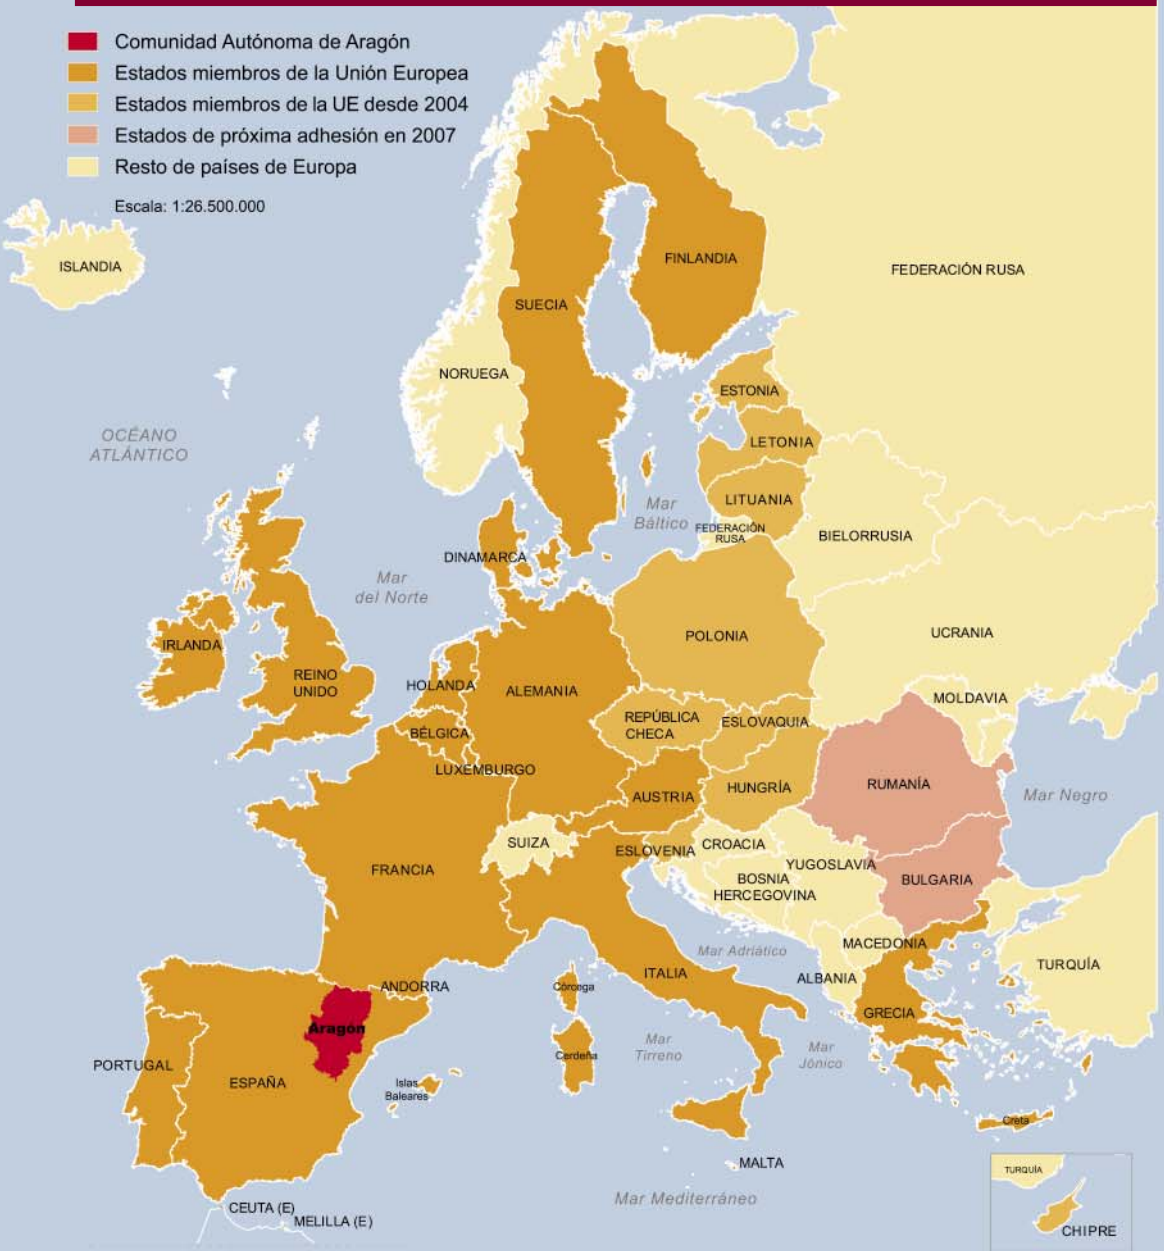 Comunidad Autónoma de Aragón
Estados miembros de la Unión Europea
Estados miembros de la UE desde 2004
Estados de próxima adhesión en 2007
Resto de países de Europa
Escala: 1:26.500.000
ISLANDIA
FINLANDIA
FEDERACIÓN RUSA
SUECIA
NORUEGA
ESTONIA
OCÉANO
ATLÁNTICO
LETONIA
LITUANIA
Mar
Báltico
FEDERACIÓN
RUSA
BIELORRUSIA
DINAMARCA
Mar
del Norte
POLONIA
UCRANIA
IRLANDA
REINO
UNIDO
HOLANDA
ALEMANIA
MOLDAVIA
REPÚBLICA
CHECA
ESLOVAQUIA
BÉLGICA
LUXEMBURGO
RUMANÍA
HUNGRÍA
AUSTRIA
Mar Negro
SUIZA
CROACIA
ESLOVENIA
YUGOSLAVIA
FRANCIA
BOSNIA
HERCEGOVINA
BULGARIA
MACEDONIA
Mar Adriático
TURQUÍA
ITALIA
ALBANIA
ANDORRA
Córcega
GRECIA
Aragón
Mar
Tirreno
Mar
Jónico
Cerdeña
PORTUGAL
ESPAÑA
Islas
Baleares
Creta
MALTA
TURQUÍA
Mar Mediterráneo
CEUTA (E)
MELILLA (E)
CHIPRE